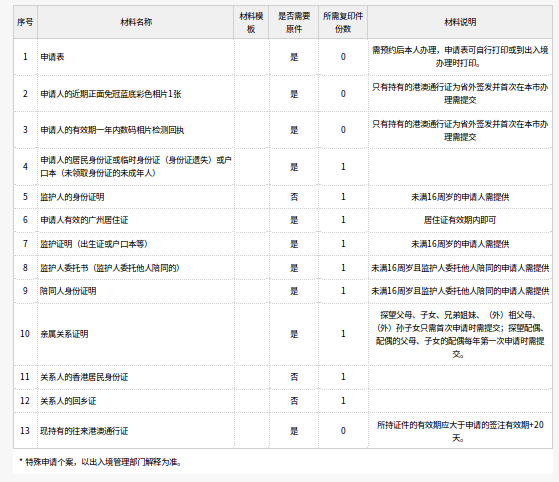 序号 材料名称 材料模板 是否需要原件 所需复印件份数 材料说明
1 申请表 是 0 需预约后本人办理，申请表可自行打印或到出入境办理时打印。
2 申请人的近期正面免冠蓝底彩色相片1张 是 0 只有持有的港澳通行证为省外签发并首次在本市办理需提交
3 申请人的有效期一年内数码相片检测回执 是 0 只有持有的港澳通行证为省外签发并首次在本市办理需提交
4 申请人的居民身份证或临时身份证（身份证遗失）或户口本（未领取身份证的未成年人） 是 1
5 监护人的身份证明 否 1 未满16周岁的申请人需提供
6 申请人有效的广州居住证 是 1 居住证有效期内即可
7 监护证明（出生证或户口本等） 是 1 未满16周岁的申请人需提供
8 监护人委托书（监护人委托他人陪同的） 是 1 未满16周岁且监护人委托他人陪同的申请人需提供
9 陪同人身份证明 是 1 未满16周岁且监护人委托他人陪同的申请人需提供
10 亲属关系证明 是 1 探望父母、子女、兄弟姐妹、（外）祖父母、（外）孙子女只需首次申请时需提交；探望配偶、配偶的父母、子女的配偶每年第一次申请时需提交。
11 关系人的香港居民身份证 否 1
12 关系人的回乡证 否 1
13 现持有的往来港澳通行证 是 0 所持证件的有效期应大于申请的签注有效期+20天。
* 特殊申请个案，以出入境管理部门解释为准。